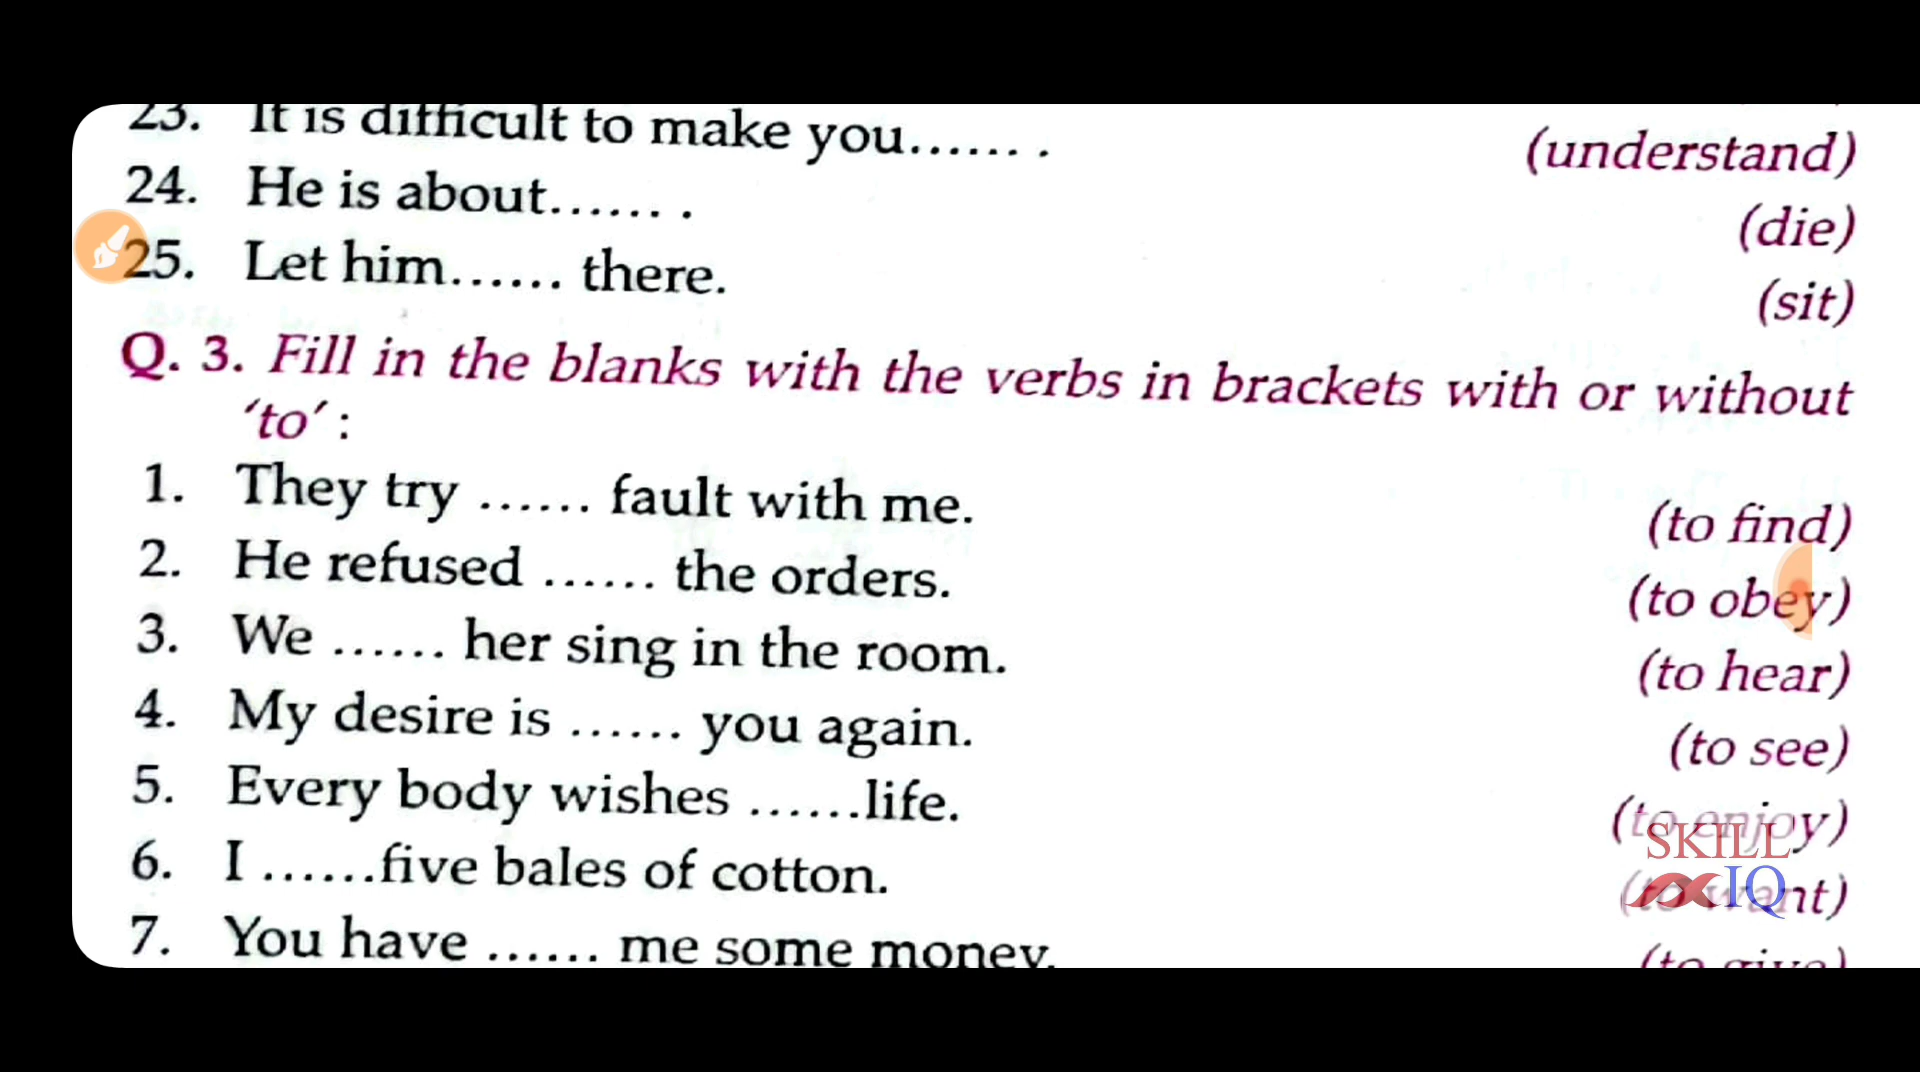 23. It is difficult to make you....... . (understand)
24. He is about....... . (die)
25. Let him...... there. (sit)
Q. 3. Fill in the blanks with the verbs in brackets with or without
'to' :
1. They try ...... fault with me. (to find)
2. He refused ...... the orders. (to obey)
3. We ...... her sing in the room. (to hear)
4. My desire is ...... you again. (to see)
5. Every body wishes ......life. (to enjoy)
6. I ......five bales of cotton. (to want)
7. You have ...... me some money. (to give)
SKILL
IQ